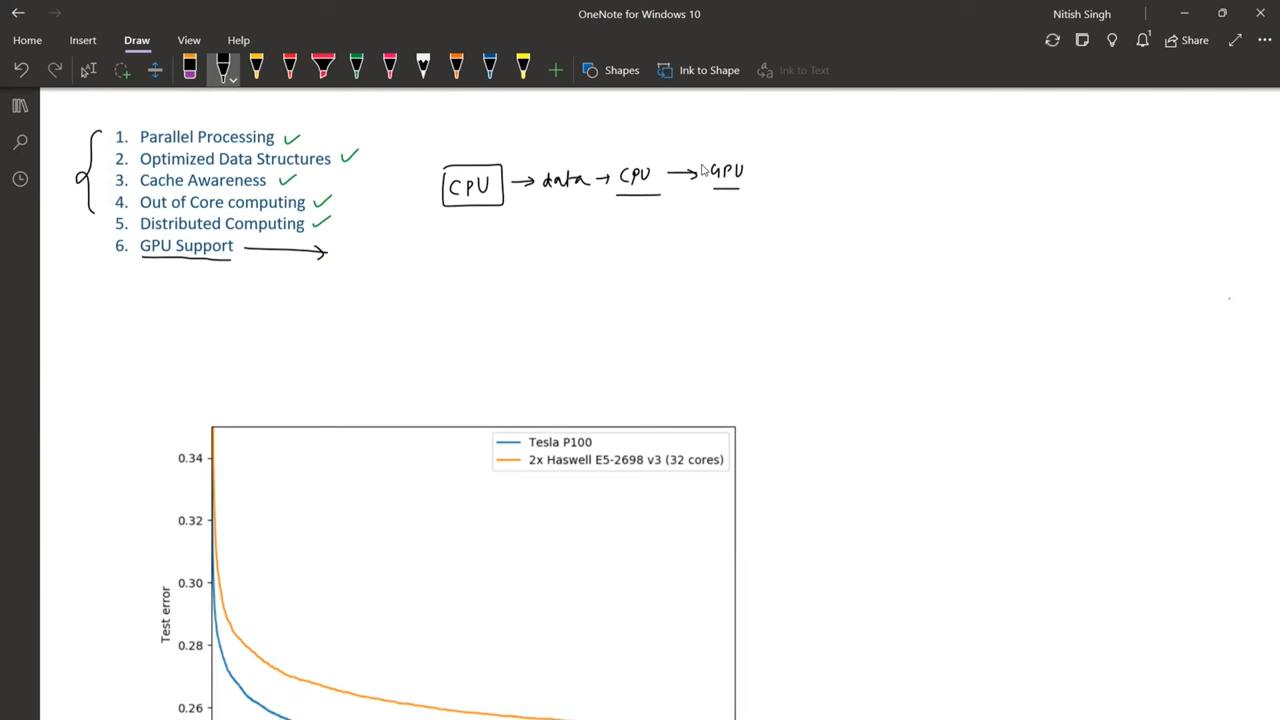 OneNote for Windows 10
Nitish Singh
Home Insert Draw View Help
Share
Shapes Ink to Shape Ink to Text
1. Parallel Processing
2. Optimized Data Structures
3. Cache Awareness
4. Out of Core computing
5. Distributed Computing
6. GPU Support
CPU → data → CPU → GPU
Tesla P100
2x Haswell E5-2698 v3 (32 cores)
0.34
0.32
0.30
0.28
0.26
Test error